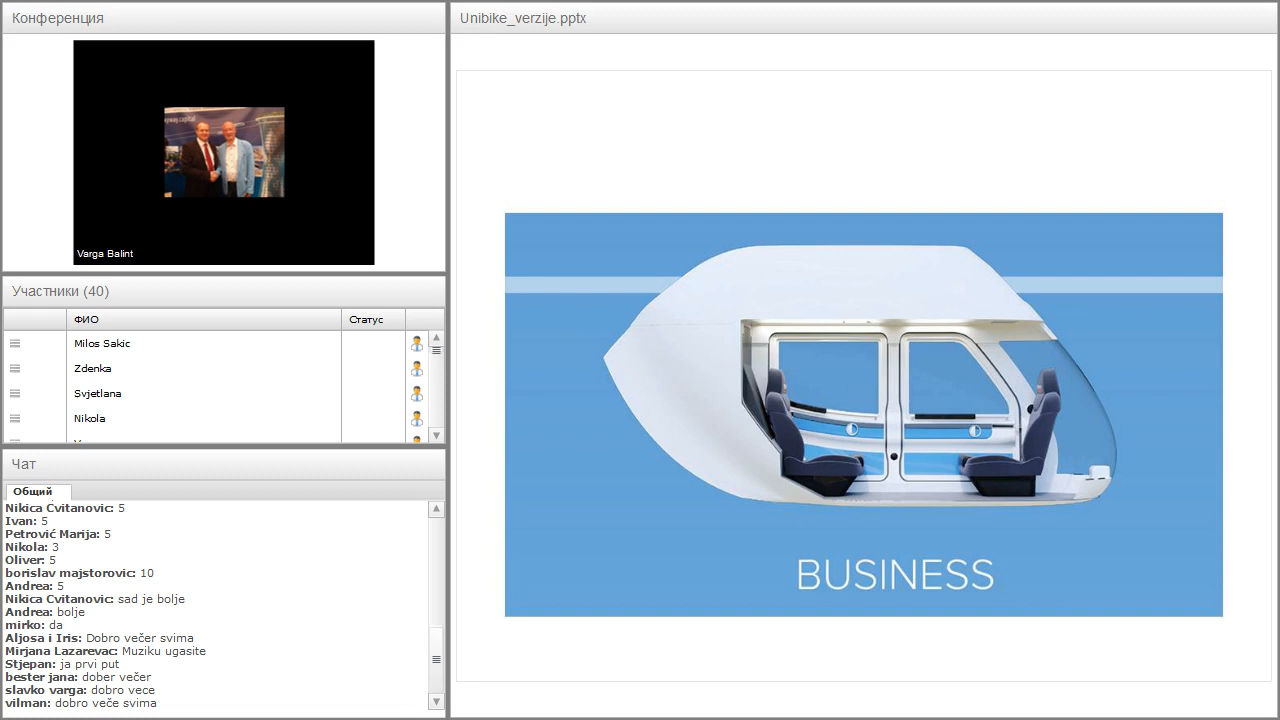 Конференция
skyway.capital
Varga Balint
Участники (40)
ФИО
Статус
Milos Sakic
Zdenka
Svjetlana
Nikola
Чат
Общий
Nikica Cvitanovic: 5
Ivan: 5
Petrović Marija: 5
Nikola: 3
Oliver: 5
borislav majstorovic: 10
Andrea: 5
Nikica Cvitanovic: sad je bolje
Andrea: bolje
mirko: da
Aljosa i Iris: Dobro večer svima
Mirjana Lazarevac: Muziku ugasite
Stjepan: ja prvi put
bester jana: dober večer
slavko varga: dobro vece
vilman: dobro veče svima
Unibike_verzije.pptx
BUSINESS